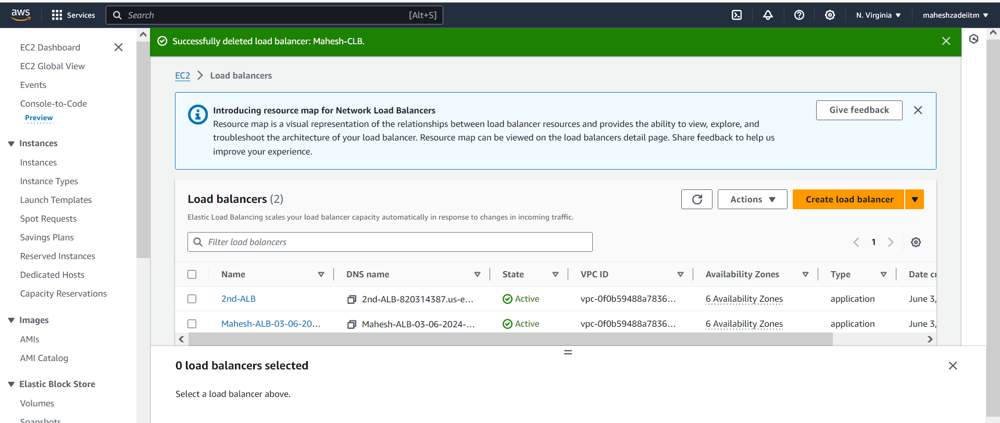 aws
Services
Search
[Alt+S]
N. Virginia
maheshzadeiitm
EC2 Dashboard
EC2 Global View
Events
Console-to-Code
Preview
Instances
Instances
Instance Types
Launch Templates
Spot Requests
Savings Plans
Reserved Instances
Dedicated Hosts
Capacity Reservations
Images
AMIs
AMI Catalog
Elastic Block Store
Volumes
Snapshots
Successfully deleted load balancer: Mahesh-CLB.
EC2 > Load balancers
Introducing resource map for Network Load Balancers
Resource map is a visual representation of the relationships between load balancer resources and provides the ability to view, explore, and
troubleshoot the architecture of your load balancer. Resource map can be viewed on the load balancers detail page. Share feedback to help us
improve your experience.
Give feedback
Load balancers (2)
Elastic Load Balancing scales your load balancer capacity automatically in response to changes in incoming traffic.
Actions
Create load balancer
Filter load balancers
1
Name DNS name State VPC ID Availability Zones Type Date cr
2nd-ALB 2nd-ALB-820314387.us-e... Active vpc-0f0b59488a7836... 6 Availability Zones application June 3,
Mahesh-ALB-03-06-20... Mahesh-ALB-03-06-2024-... Active vpc-0f0b59488a7836... 6 Availability Zones application June 3,
0 load balancers selected
Select a load balancer above.